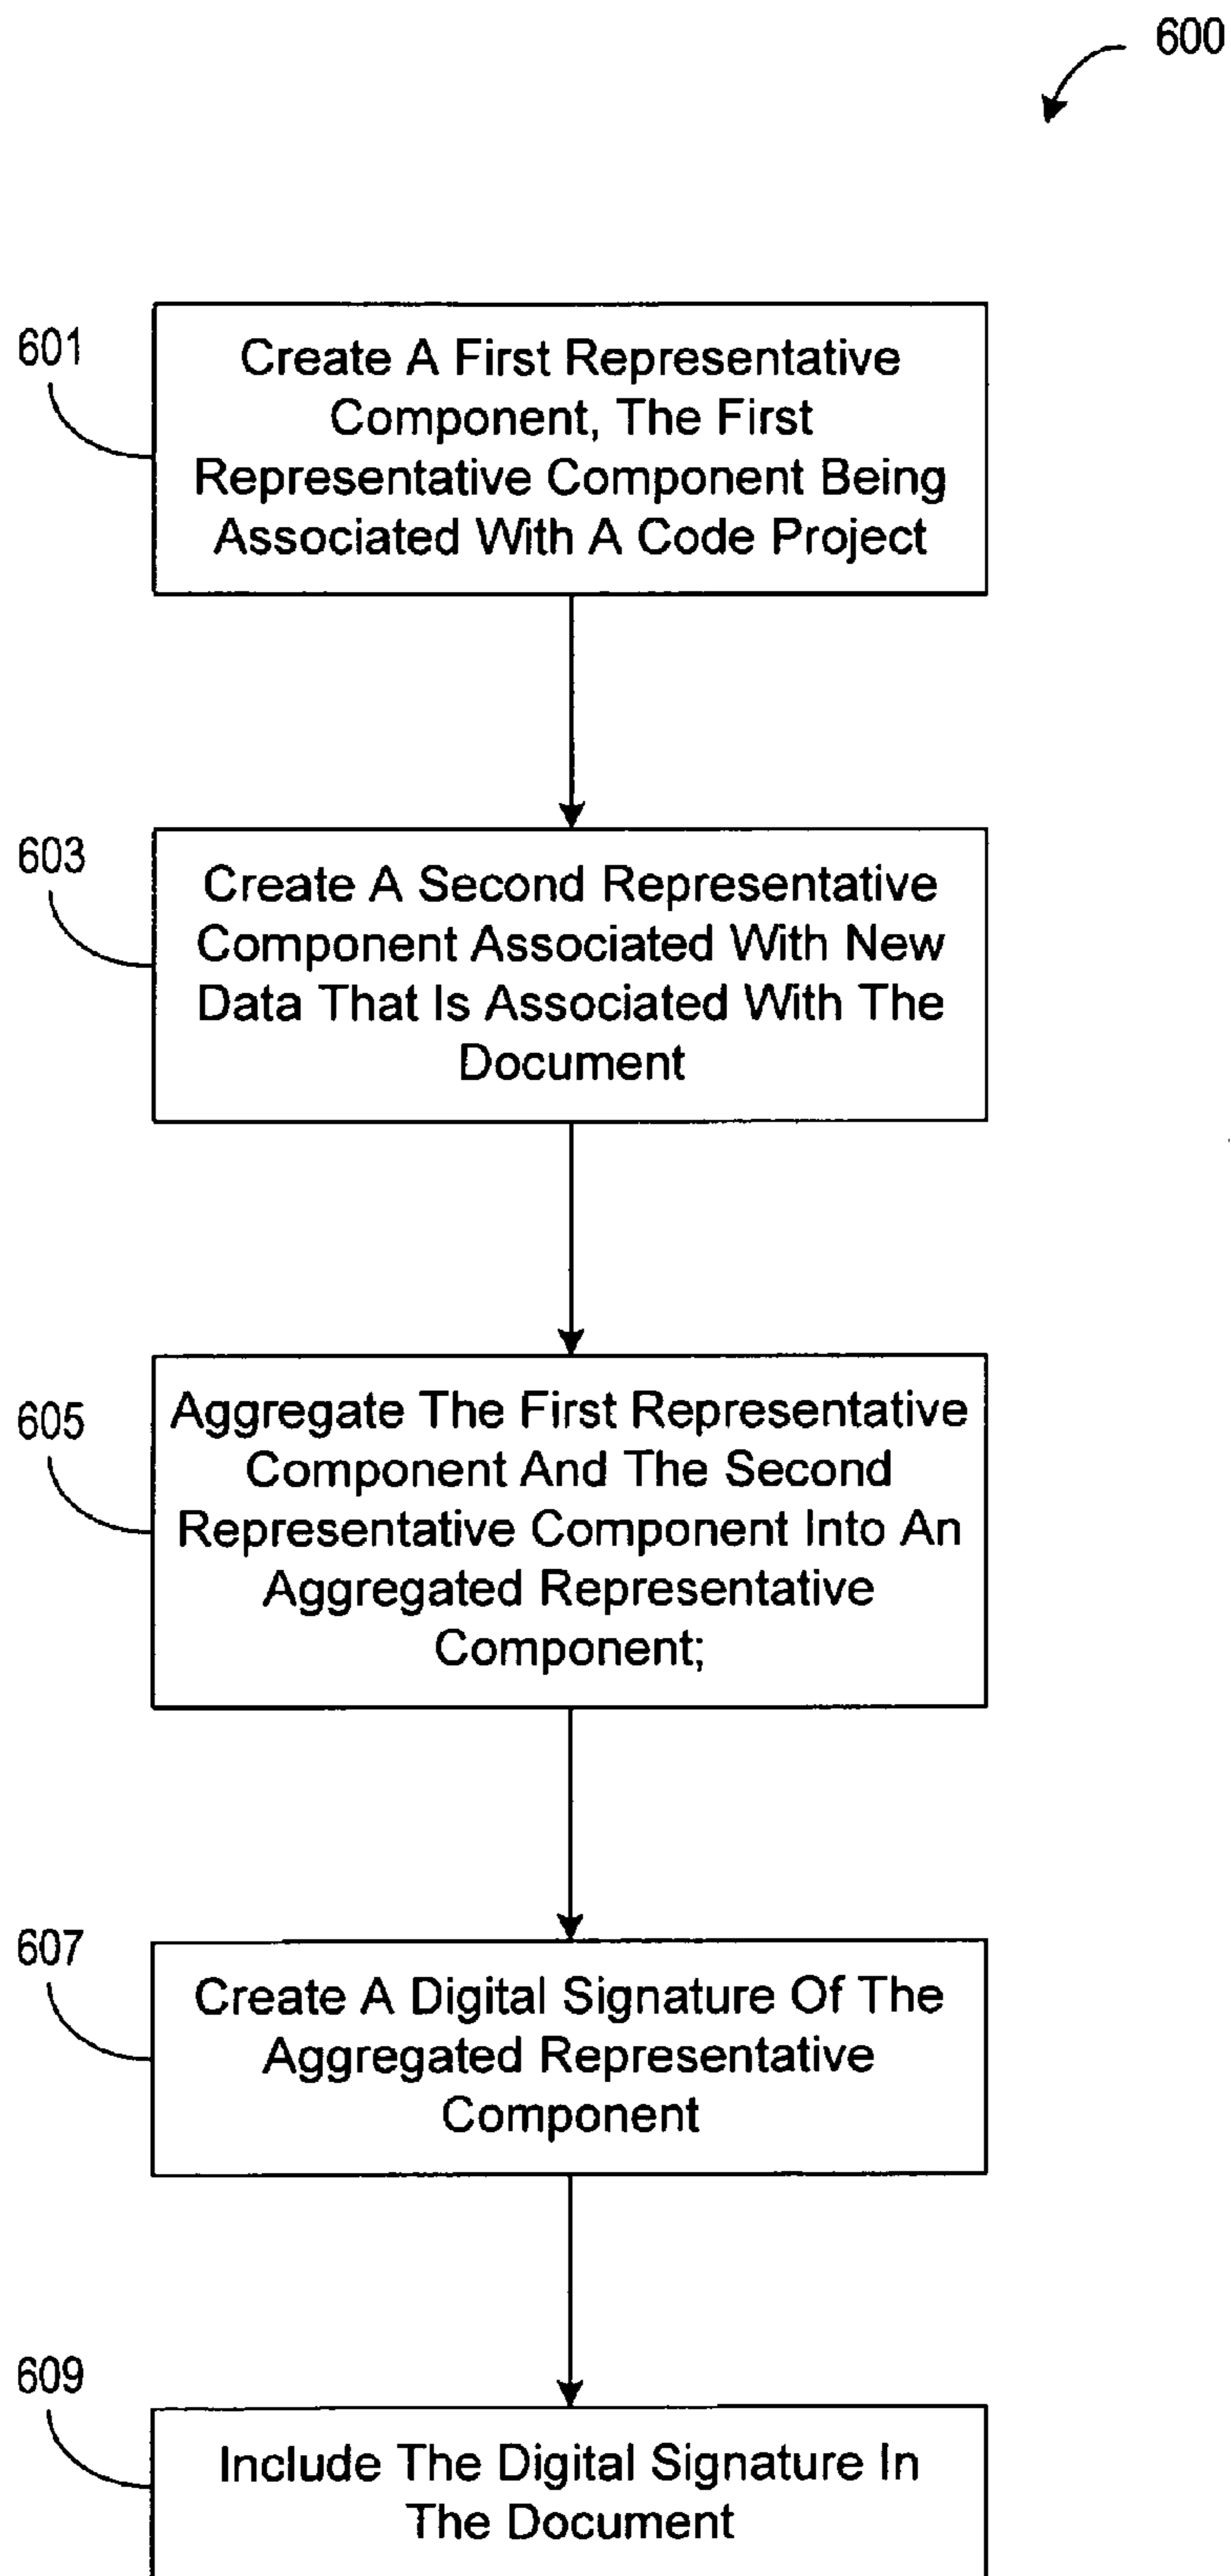 600
601
Create A First Representative
Component, The First
Representative Component Being
Associated With A Code Project
603
Create A Second Representative
Component Associated With New
Data That Is Associated With The
Document
605
Aggregate The First Representative
Component And The Second
Representative Component Into An
Aggregated Representative
Component;
607
Create A Digital Signature Of The
Aggregated Representative
Component
609
Include The Digital Signature In
The Document